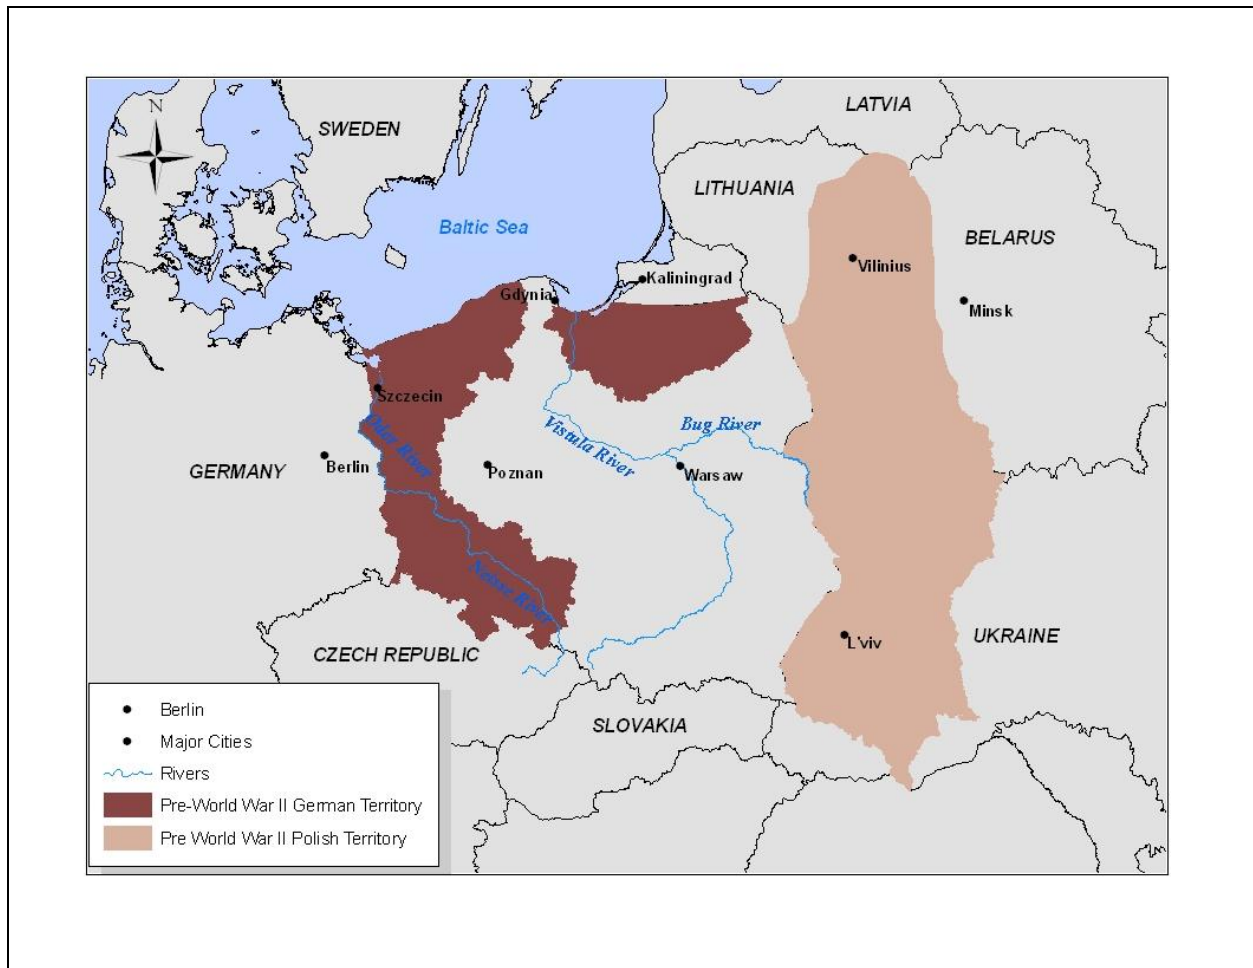 N
LATVIA
SWEDEN
LITHUANIA
Baltic Sea
BELARUS
Vilinius
Kaliningrad
Gdynia
Minsk
Szczecin
Oder River
Vistula River
Bug River
Berlin
GERMANY
Poznan
Warsaw
Neisse River
L'viv
UKRAINE
CZECH REPUBLIC
SLOVAKIA
Berlin
Major Cities
Rivers
Pre-World War II German Territory
Pre World War II Polish Territory